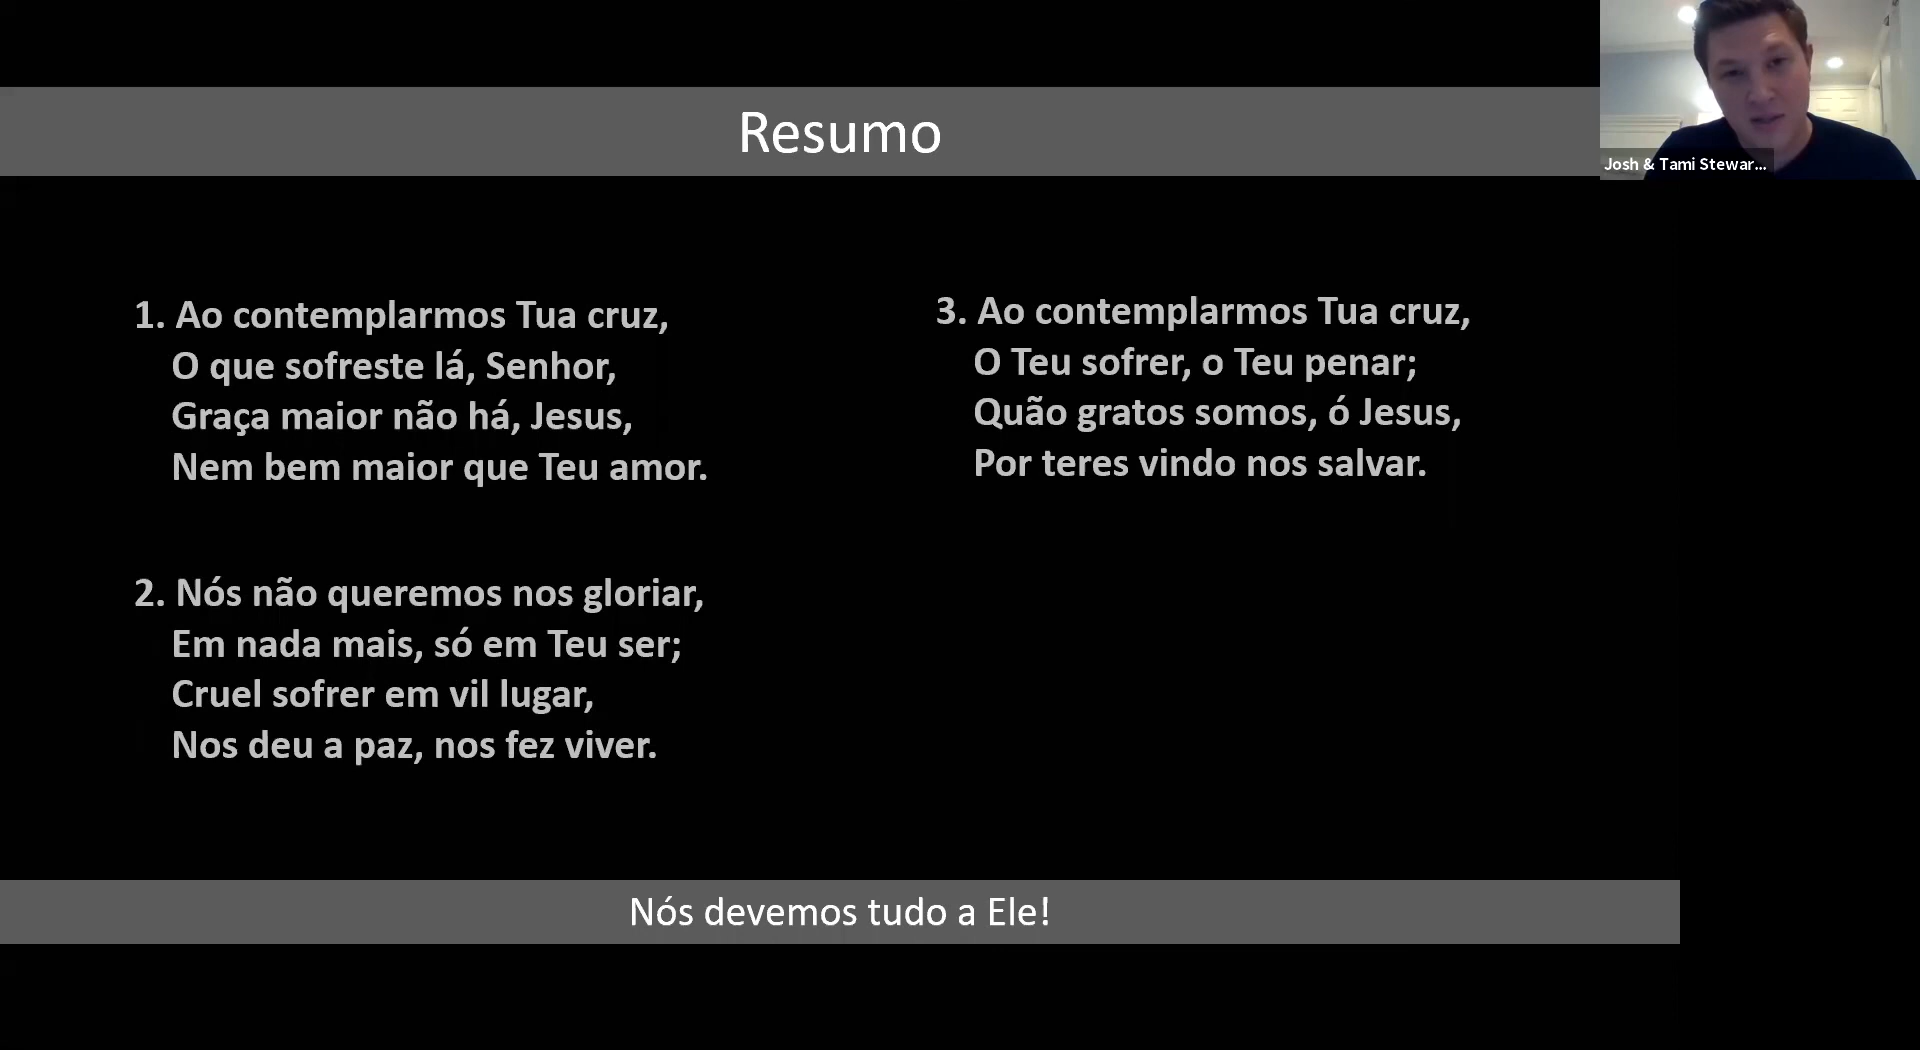 Resumo
Josh & Tami Stewar...
1. Ao contemplarmos Tua cruz,
O que sofreste lá, Senhor,
Graça maior não há, Jesus,
Nem bem maior que Teu amor.
2. Nós não queremos nos gloriar,
Em nada mais, só em Teu ser;
Cruel sofrer em vil lugar,
Nos deu a paz, nos fez viver.
3. Ao contemplarmos Tua cruz,
O Teu sofrer, o Teu penar;
Quão gratos somos, ó Jesus,
Por teres vindo nos salvar.
Nós devemos tudo a Ele!